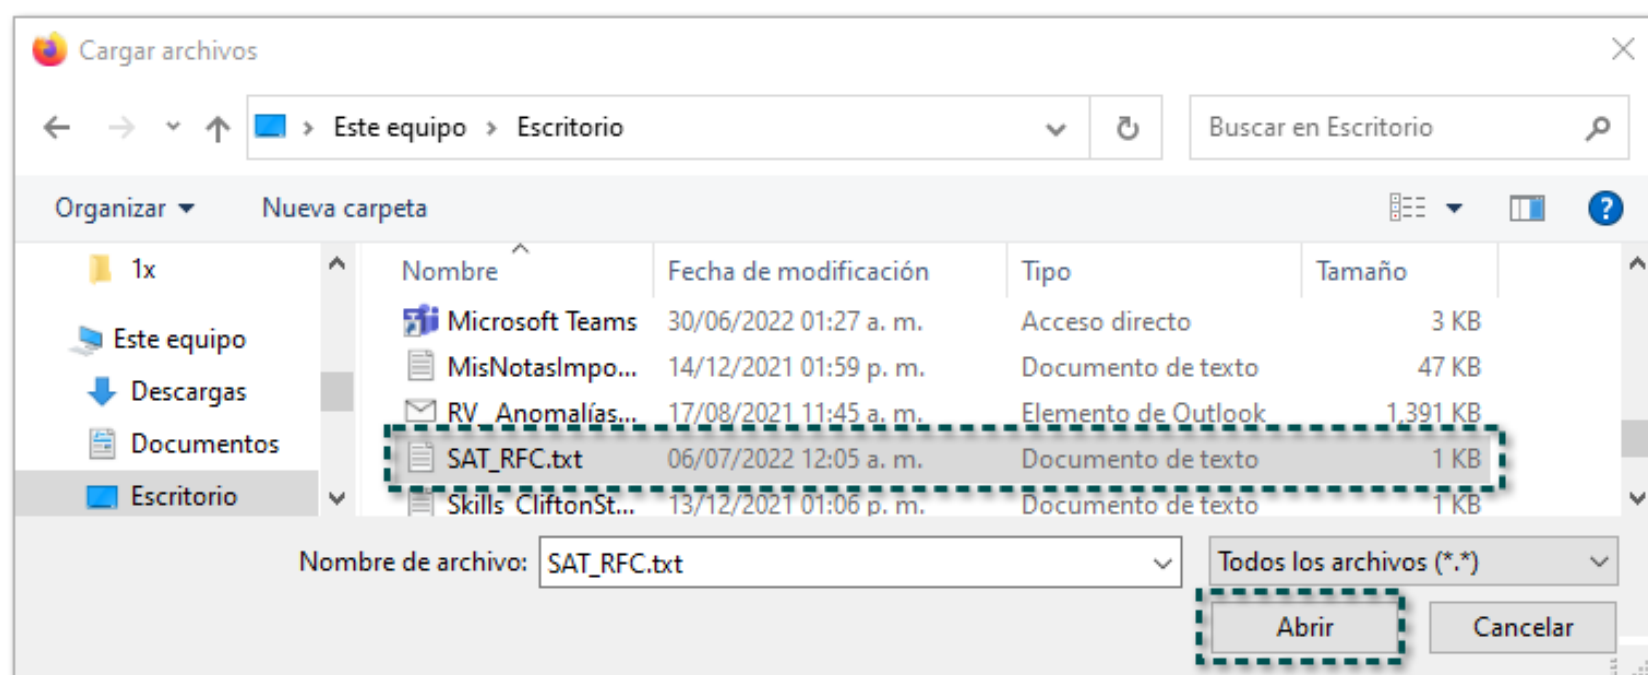 Cargar archivos
Este equipo > Escritorio
Buscar en Escritorio
Organizar
Nueva carpeta
1x
Este equipo
Descargas
Documentos
Escritorio
Nombre Fecha de modificación Tipo Tamaño
Microsoft Teams 30/06/2022 01:27 a. m. Acceso directo 3 KB
MisNotasImpo... 14/12/2021 01:59 p. m. Documento de texto 47 KB
RV_ Anomalías... 17/08/2021 11:45 a. m. Elemento de Outlook 1,391 KB
SAT_RFC.txt 06/07/2022 12:05 a. m. Documento de texto 1 KB
Skills CliftonSt... 13/12/2021 01:06 p. m. Documento de texto 1 KB
Nombre de archivo: SAT_RFC.txt
Todos los archivos (*.*)
Abrir
Cancelar